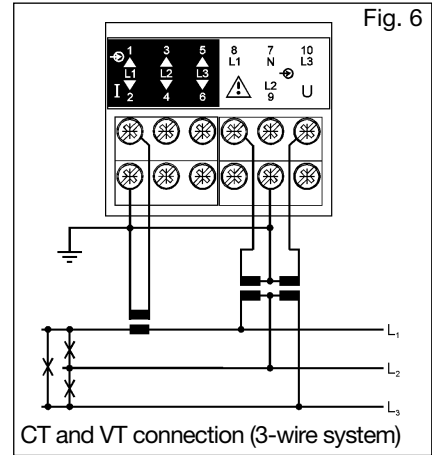 Fig. 6
1 3 5 8 7 10
L1 N L3
L1 L2 L3
I U
L2
2 4 6 9
L1
L2
L3
CT and VT connection (3-wire system)